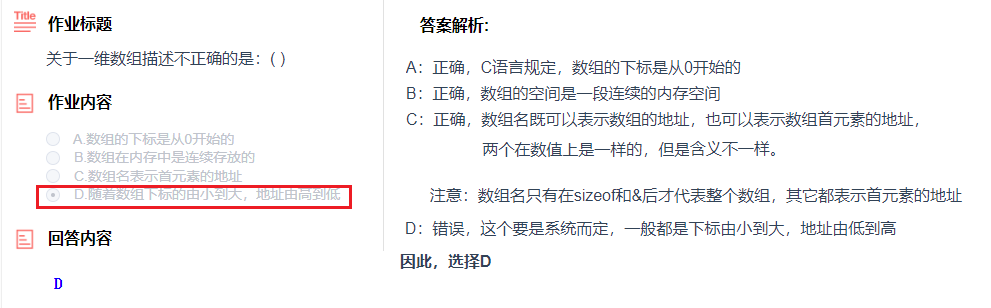 Title 作业标题
关于一维数组描述不正确的是：( )
作业内容
A.数组的下标是从0开始的
B.数组在内存中是连续存放的
C.数组名表示首元素的地址
D.随着数组下标的由小到大，地址由高到低
回答内容
D
答案解析：
A：正确，C语言规定，数组的下标是从0开始的
B：正确，数组的空间是一段连续的内存空间
C：正确，数组名既可以表示数组的地址，也可以表示数组首元素的地址，
两个在数值上是一样的，但是含义不一样。
注意：数组名只有在sizeof和&后才代表整个数组，其它都表示首元素的地址
D：错误，这个要是系统而定，一般都是下标由小到大，地址由低到高
因此，选择D